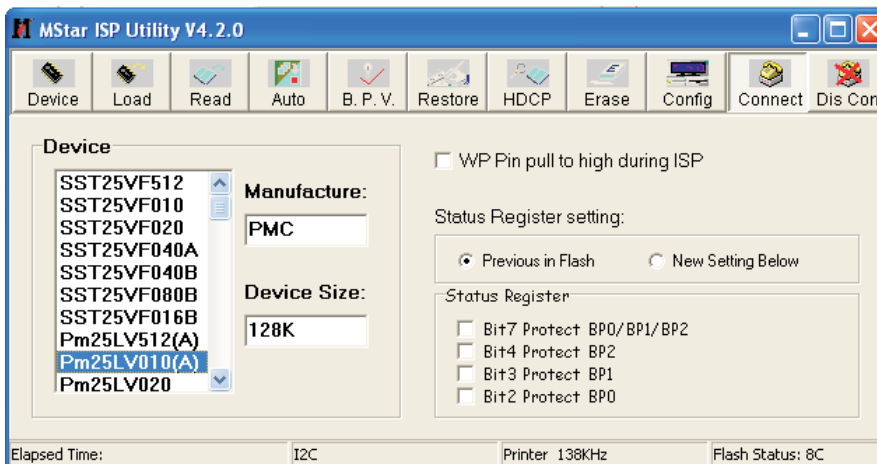 MStar ISP Utility V4.2.0
Device Load Read Auto B. P. V. Restore HDCP Erase Config Connect Dis Con
Device
SST25VF512
SST25VF010
SST25VF020
SST25VF040A
SST25VF040B
SST25VF080B
SST25VF016B
Pm25LV512(A)
Pm25LV010(A)
Pm25LV020
Manufacture:
PMC
Device Size:
128K
WP Pin pull to high during ISP
Status Register setting:
Previous in Flash New Setting Below
Status Register
Bit7 Protect BP0/BP1/BP2
Bit4 Protect BP2
Bit3 Protect BP1
Bit2 Protect BP0
Elapsed Time: I2C Printer 138KHz Flash Status: 8C